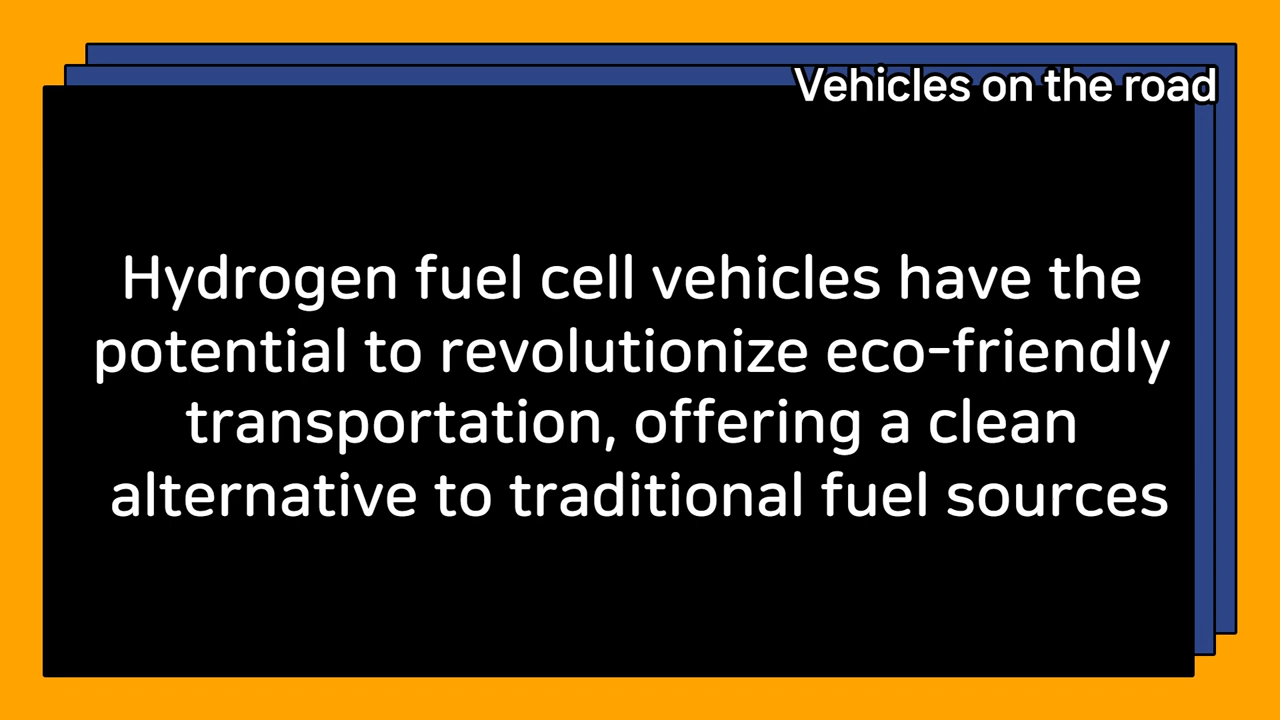 Vehicles on the road
Hydrogen fuel cell vehicles have the
potential to revolutionize eco-friendly
transportation, offering a clean
alternative to traditional fuel sources